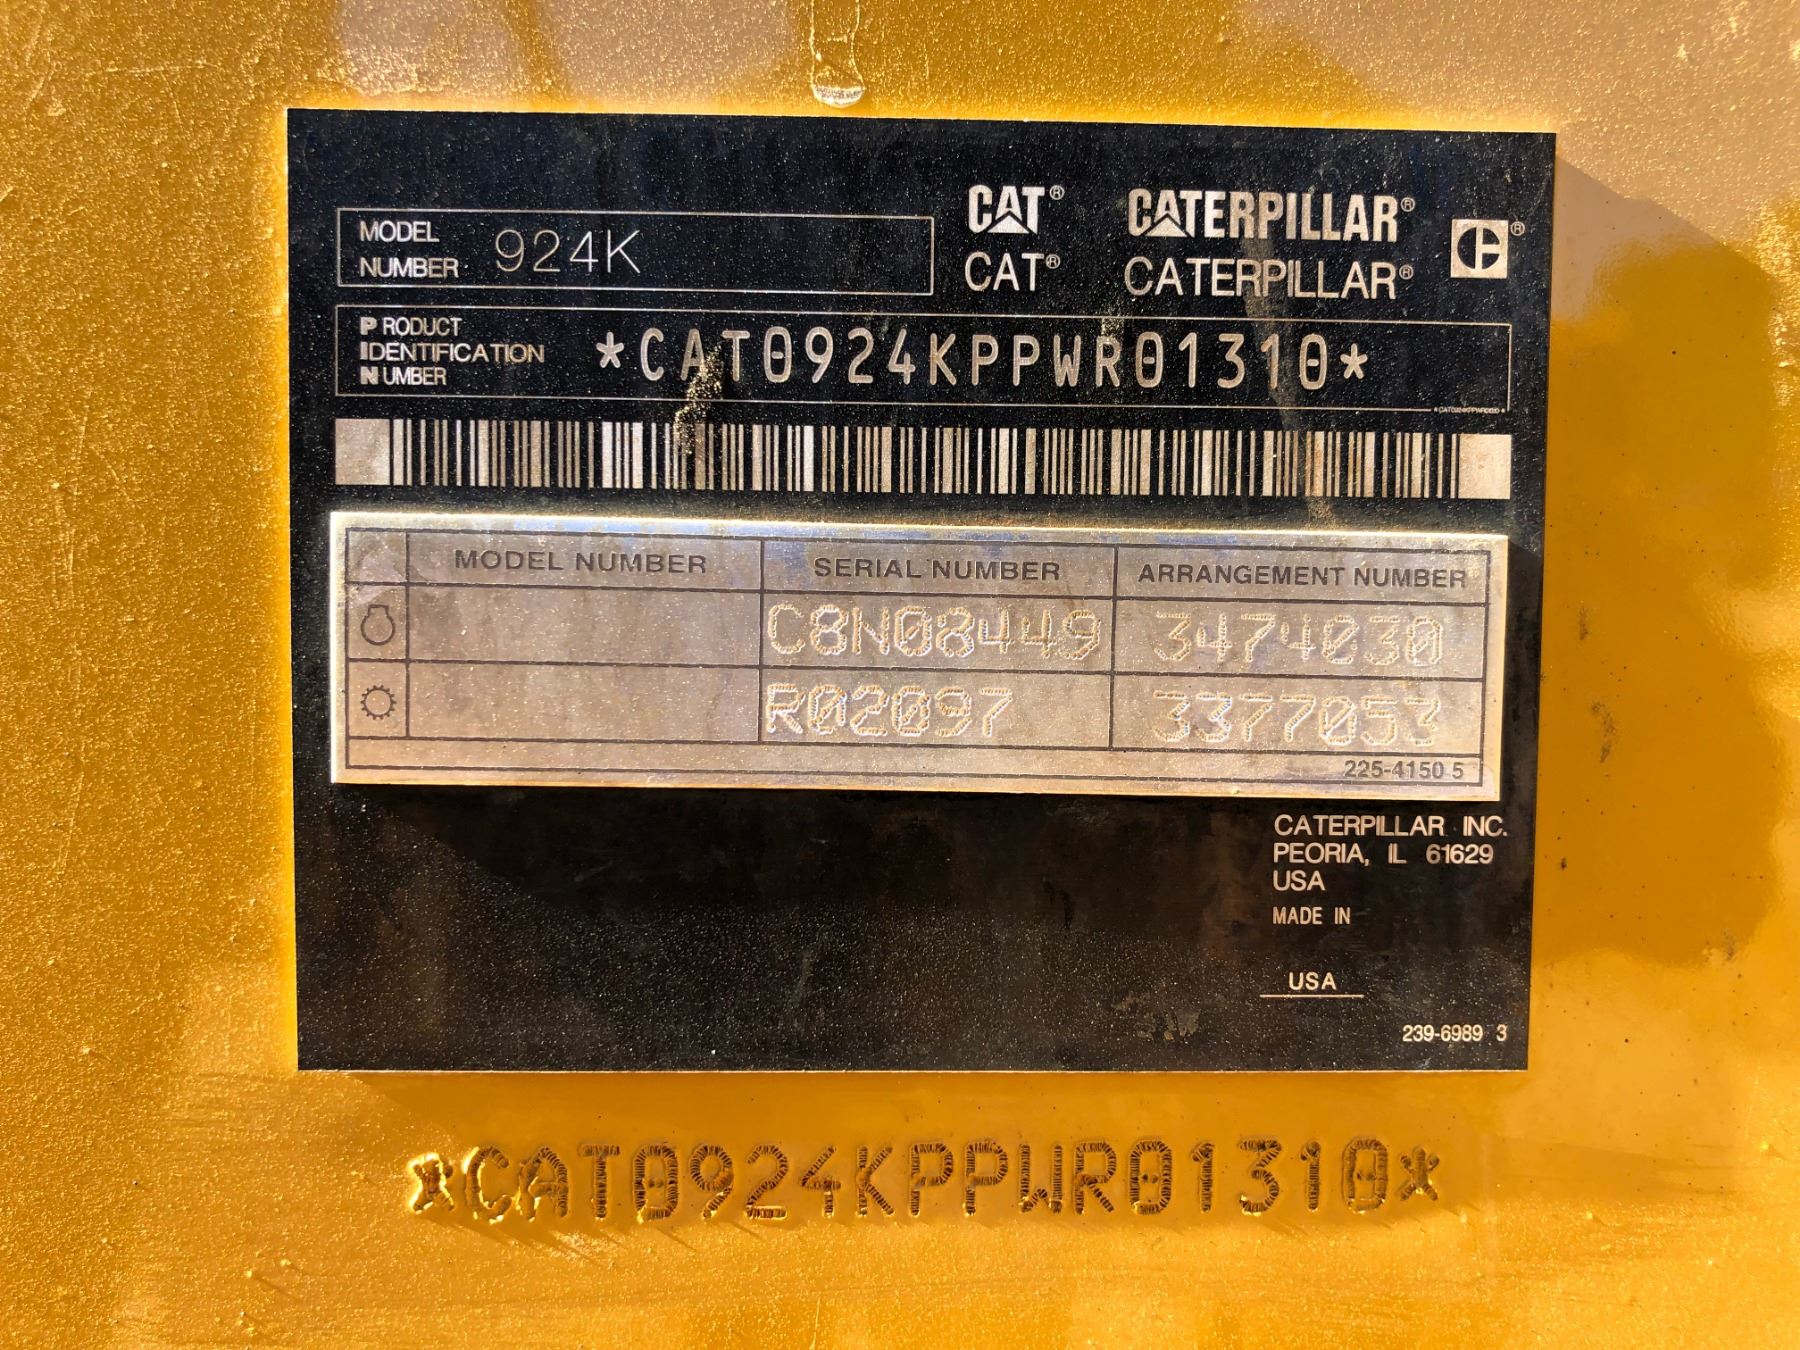 MODEL NUMBER 924K
CAT® CATERPILLAR®
CAT® CATERPILLAR® ®
PRODUCT IDENTIFICATION NUMBER *CAT0924KPPWR01310*
MODEL NUMBER SERIAL NUMBER ARRANGEMENT NUMBER
C8N08449 3474030
R02097 3377053
225-4150 5
CATERPILLAR INC.
PEORIA, IL 61629
USA
MADE IN
USA
239-6989 3
*CAT0924KPPWR01310*